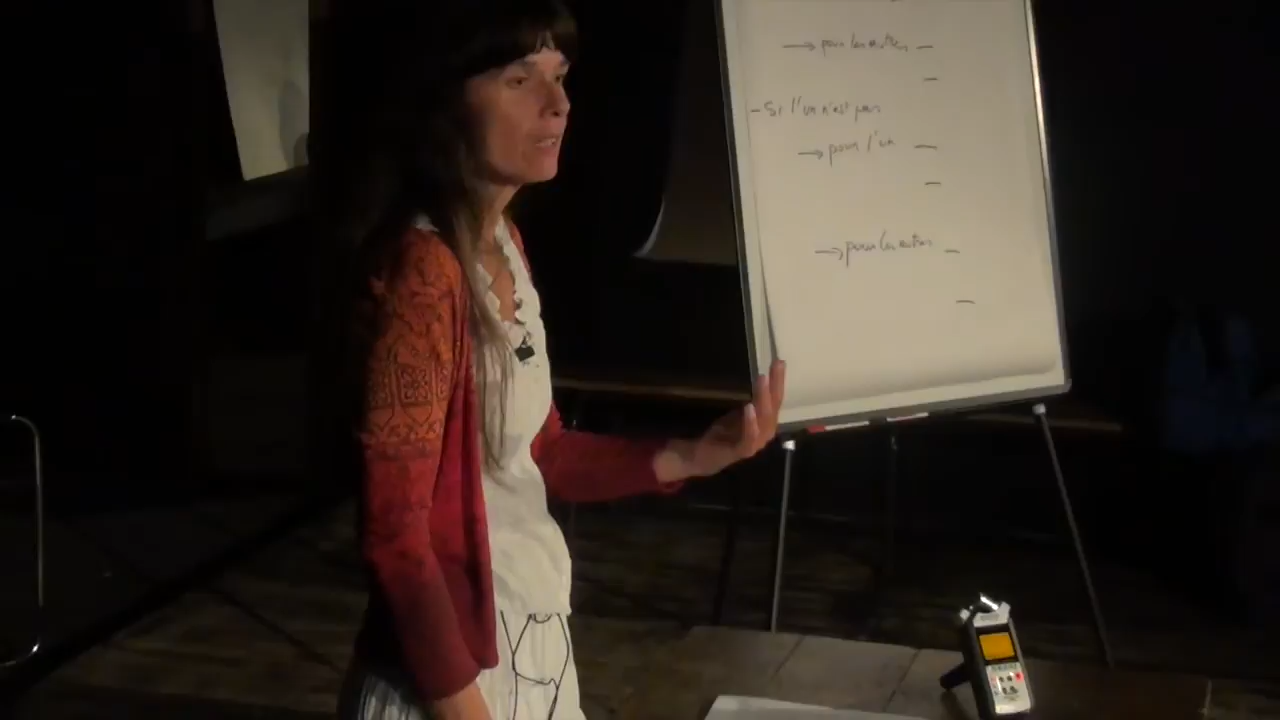 → pour les autres –
–
- Si l'un n'est pas
→ pour l'un –
–
→ pour les autres –
–